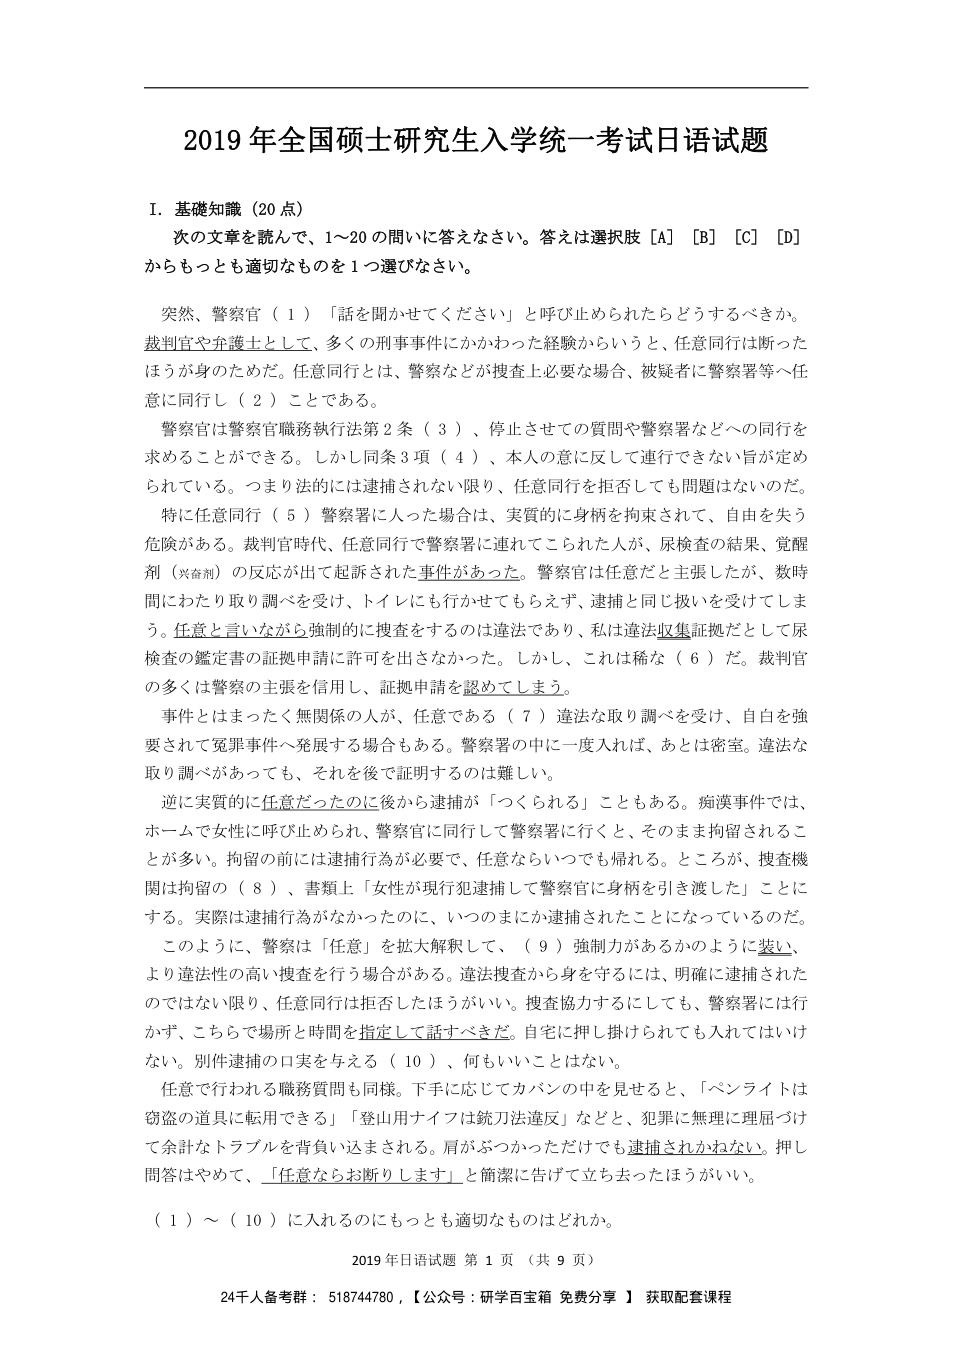 2019 年全国硕士研究生入学统一考试日语试题
I. 基礎知識（20 点）
次の文章を読んで、1～20 の問いに答えなさい。答えは選択肢［A］［B］［C］［D］
からもっとも適切なものを 1 つ選びなさい。
突然、警察官（ 1 ）「話を聞かせてください」と呼び止められたらどうするべきか。
裁判官や弁護士として、多くの刑事事件にかかわった経験からいうと、任意同行は断った
ほうが身のためだ。任意同行とは、警察などが捜査上必要な場合、被疑者に警察署等へ任
意に同行し（ 2 ）ことである。
警察官は警察官職務執行法第 2 条（ 3 ）、停止させての質問や警察署などへの同行を
求めることができる。しかし同条 3 項（ 4 ）、本人の意に反して連行できない旨が定め
られている。つまり法的には逮捕されない限り、任意同行を拒否しても問題はないのだ。
特に任意同行（ 5 ）警察署に人った場合は、実質的に身柄を拘束されて、自由を失う
危険がある。裁判官時代、任意同行で警察署に連れてこられた人が、尿検査の結果、覚醒
剤（兴奋剂）の反応が出て起訴された事件があった。警察官は任意だと主張したが、数時
間にわたり取り調べを受け、トイレにも行かせてもらえず、逮捕と同じ扱いを受けてしま
う。任意と言いながら強制的に捜査をするのは違法であり、私は違法収集証拠だとして尿
検査の鑑定書の証拠申請に許可を出さなかった。しかし、これは稀な（ 6 ）だ。裁判官
の多くは警察の主張を信用し、証拠申請を認めてしまう。
事件とはまったく無関係の人が、任意である（ 7 ）違法な取り調べを受け、自白を強
要されて冤罪事件へ発展する場合もある。警察署の中に一度入れば、あとは密室。違法な
取り調べがあっても、それを後で証明するのは難しい。
逆に実質的に任意だったのに後から逮捕が「つくられる」こともある。痴漢事件では、
ホームで女性に呼び止められ、警察官に同行して警察署に行くと、そのまま拘留されるこ
とが多い。拘留の前には逮捕行為が必要で、任意ならいつでも帰れる。ところが、捜査機
関は拘留の（ 8 ）、書類上「女性が現行犯逮捕して警察官に身柄を引き渡した」ことに
する。実際は逮捕行為がなかったのに、いつのまにか逮捕されたことになっているのだ。
このように、警察は「任意」を拡大解釈して、（ 9 ）強制力があるかのように装い、
より違法性の高い捜査を行う場合がある。違法捜査から身を守るには、明確に逮捕された
のではない限り、任意同行は拒否したほうがいい。捜査協力するにしても、警察署には行
かず、こちらで場所と時間を指定して話すべきだ。自宅に押し掛けられても入れてはいけ
ない。別件逮捕の口実を与える（ 10 ）、何もいいことはない。
任意で行われる職務質問も同様。下手に応じてカバンの中を見せると、「ペンライトは
窃盗の道具に転用できる」「登山用ナイフは銃刀法違反」などと、犯罪に無理に理屈づけ
て余計なトラブルを背負い込まされる。肩がぶつかっただけでも逮捕されかねない。押し
問答はやめて、「任意ならお断りします」と簡潔に告げて立ち去ったほうがいい。
（ 1 ）～（ 10 ）に入れるのにもっとも適切なものはどれか。
2019 年日语试题 第 1 页 （共 9 页）
24千人备考群： 518744780，【公众号：研学百宝箱 免费分享 】 获取配套课程